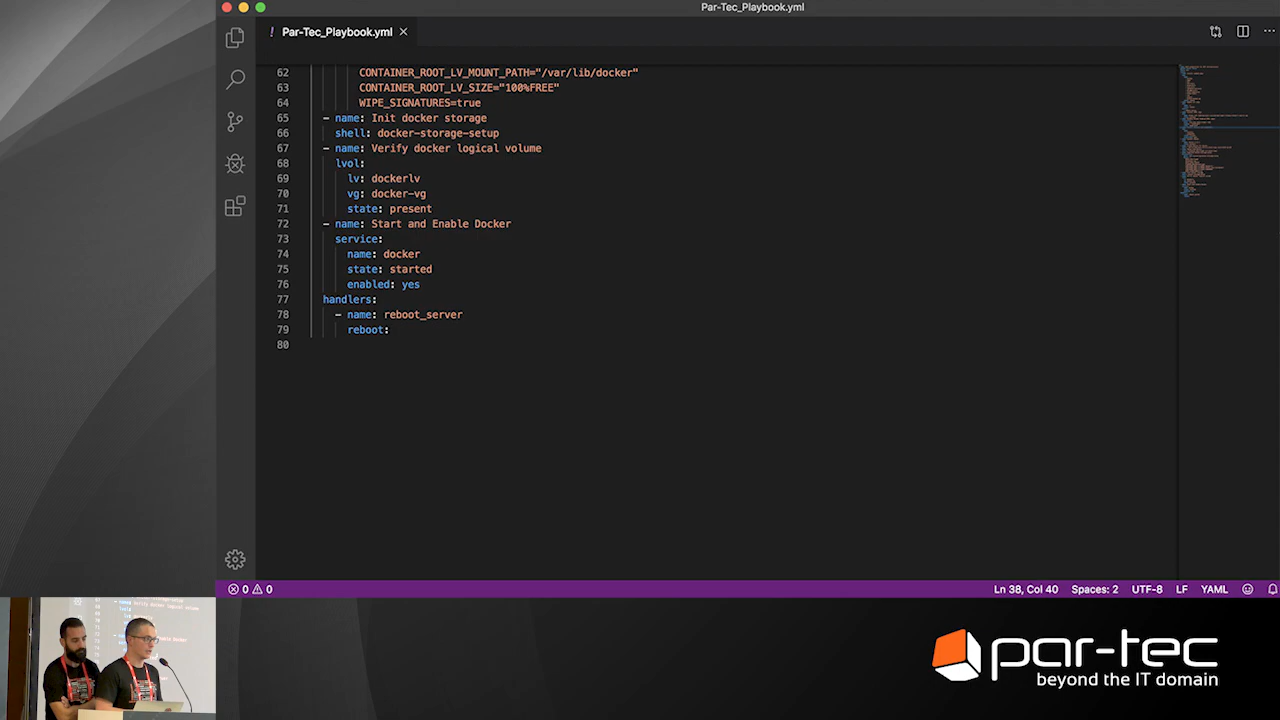 Par-Tec_Playbook.yml
! Par-Tec_Playbook.yml ×
62 CONTAINER_ROOT_LV_MOUNT_PATH="/var/lib/docker"
63 CONTAINER_ROOT_LV_SIZE="100%FREE"
64 WIPE_SIGNATURES=true
65 - name: Init docker storage
66 shell: docker-storage-setup
67 - name: Verify docker logical volume
68 lvol:
69 lv: dockerlv
70 vg: docker-vg
71 state: present
72 - name: Start and Enable Docker
73 service:
74 name: docker
75 state: started
76 enabled: yes
77 handlers:
78 - name: reboot_server
79 reboot:
80
0 0 Ln 38, Col 40 Spaces: 2 UTF-8 LF YAML
par-tec
beyond the IT domain